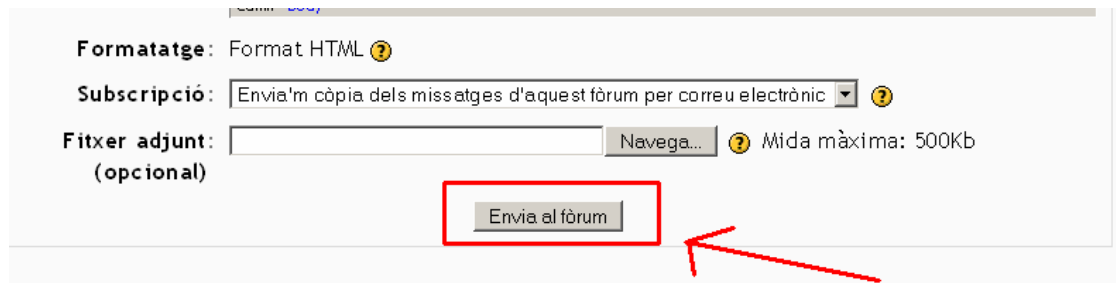 Formatatge: Format HTML ?
Subscripció: Envia'm còpia dels missatges d'aquest fòrum per correu electrònic ?
Fitxer adjunt: Navega... ? Mida màxima: 500Kb
(opcional)
Envia al fòrum